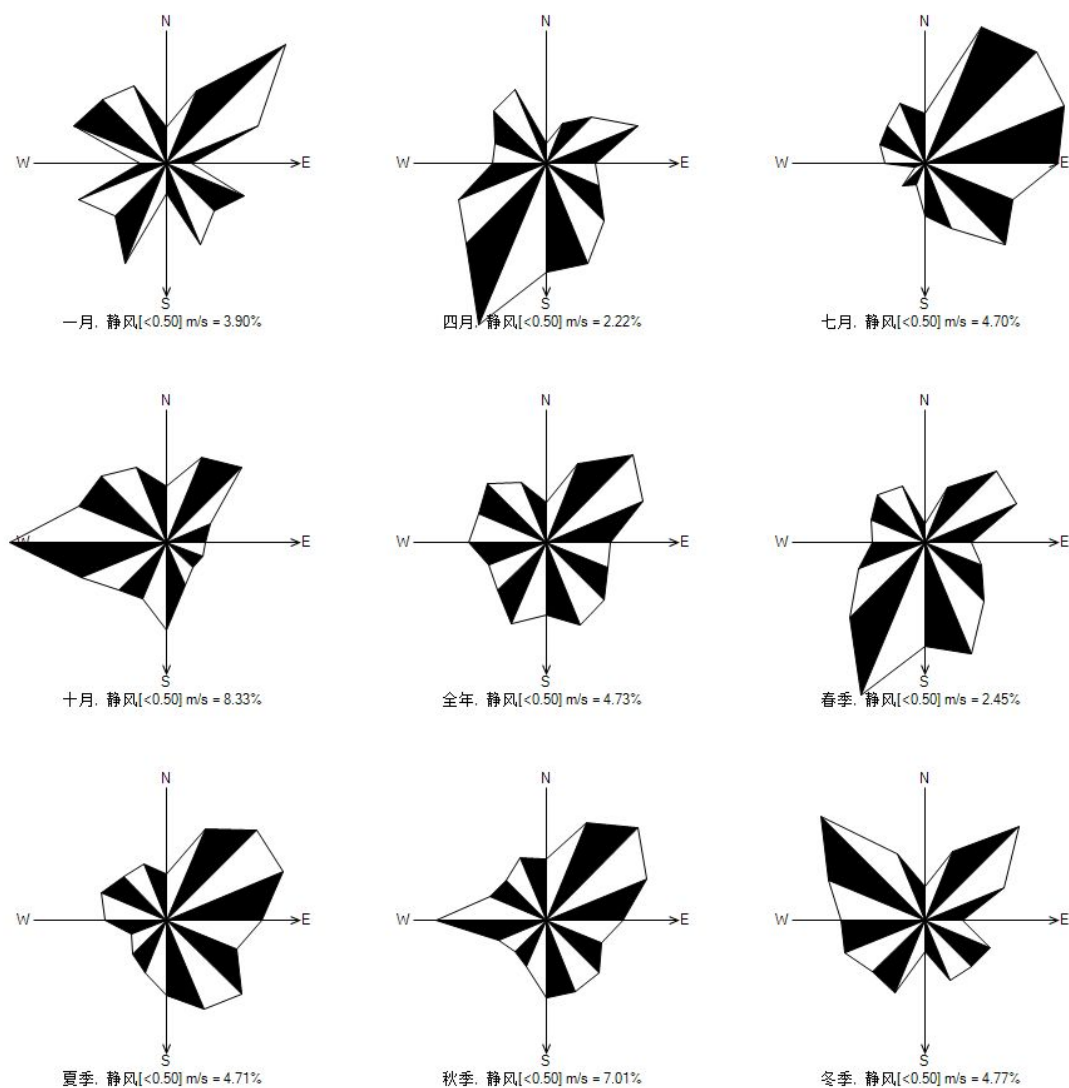 N
N
N
W
E
W
E
W
E
S
S
S
一月, 静风[<0.50] m/s = 3.90%
四月, 静风[<0.50] m/s = 2.22%
七月, 静风[<0.50] m/s = 4.70%
N
N
N
W
E
W
E
W
E
S
S
S
十月, 静风[<0.50] m/s = 8.33%
全年, 静风[<0.50] m/s = 4.73%
春季, 静风[<0.50] m/s = 2.45%
N
N
N
W
E
W
E
W
E
S
S
S
夏季, 静风[<0.50] m/s = 4.71%
秋季, 静风[<0.50] m/s = 7.01%
冬季, 静风[<0.50] m/s = 4.77%